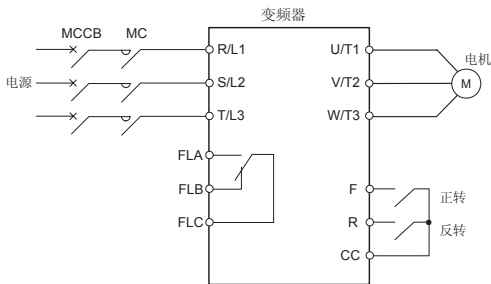 变频器
MCCB MC
R/L1 U/T1
电机
电源 S/L2 V/T2 M
T/L3 W/T3
FLA
FLB F 正转
FLC R 反转
CC